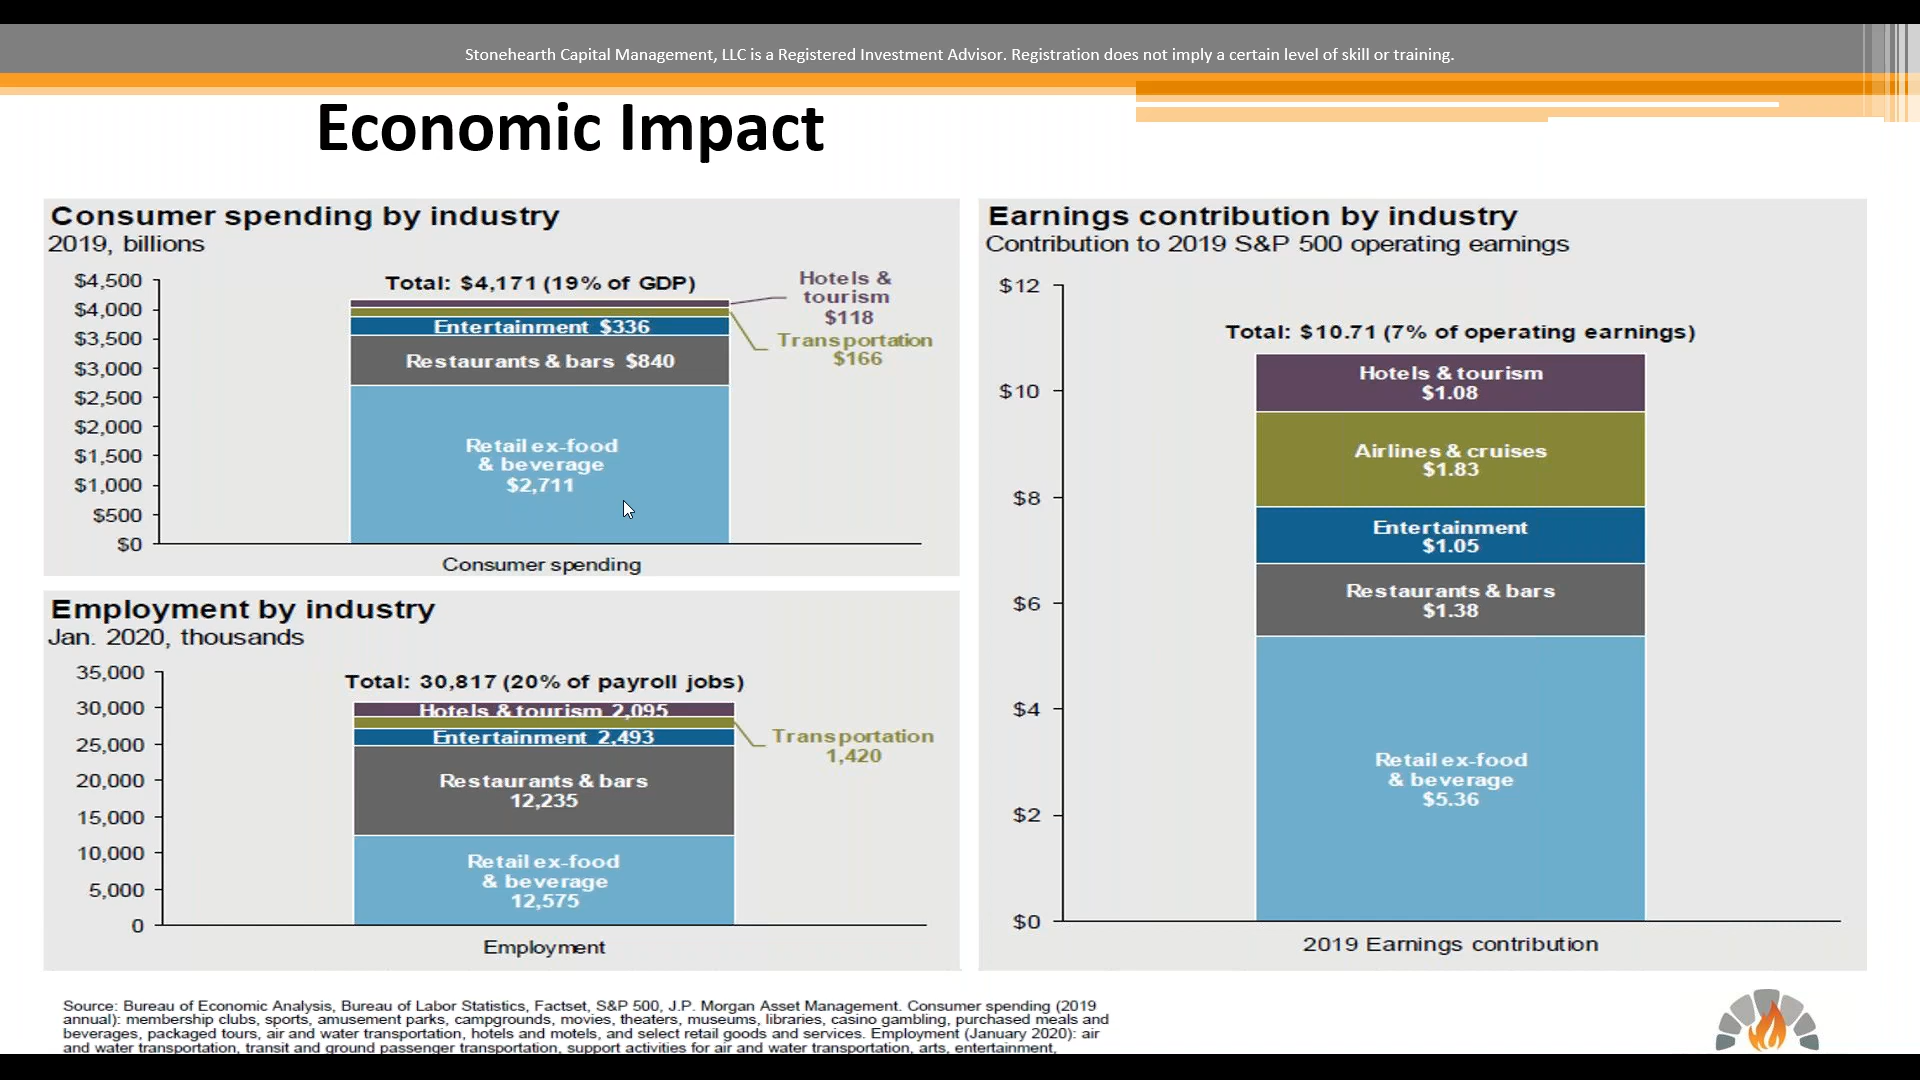 Stonehearth Capital Management, LLC is a Registered Investment Advisor. Registration does not imply a certain level of skill or training.
Economic Impact
Consumer spending by industry
2019, billions
$4,500
$4,000
$3,500
$3,000
$2,500
$2,000
$1,500
$1,000
$500
$0
Total: $4,171 (19% of GDP)
Hotels &
tourism
$118
Transportation
$166
Entertainment $336
Restaurants & bars $840
Retail ex-food
& beverage
$2,711
Consumer spending
Employment by industry
Jan. 2020, thousands
35,000
30,000
25,000
20,000
15,000
10,000
5,000
0
Total: 30,817 (20% of payroll jobs)
Hotels & tourism 2,095
Transportation
1,420
Entertainment 2,493
Restaurants & bars
12,235
Retail ex-food
& beverage
12,575
Employment
Earnings contribution by industry
Contribution to 2019 S&P 500 operating earnings
$12
$10
$8
$6
$4
$2
$0
Total: $10.71 (7% of operating earnings)
Hotels & tourism
$1.08
Airlines & cruises
$1.83
Entertainment
$1.05
Restaurants & bars
$1.38
Retail ex-food
& beverage
$5.36
2019 Earnings contribution
Source: Bureau of Economic Analysis, Bureau of Labor Statistics, Factset, S&P 500, J.P. Morgan Asset Management. Consumer spending (2019
annual): membership clubs, sports, amusement parks, campgrounds, movies, theaters, museums, libraries, casino gambling, purchased meals and
beverages, packaged tours, air and water transportation, hotels and motels, and select retail goods and services. Employment (January 2020): air
and water transportation, transit and ground passenger transportation, support activities for air and water transportation, arts, entertainment,